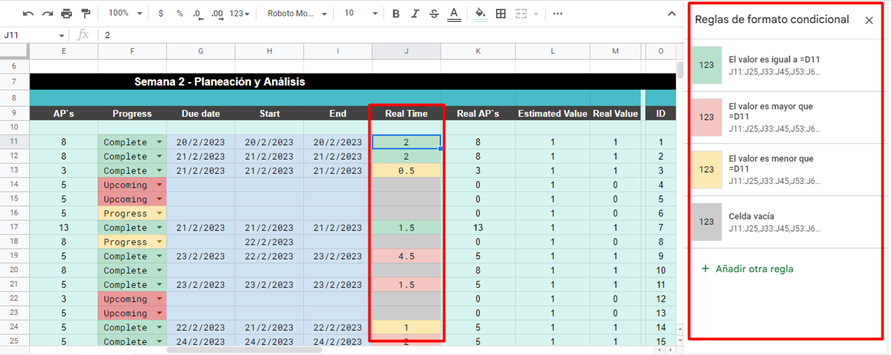 100% $ % .0 .00 123 Roboto Mo... 10 B I S A
J11 fx 2
E F G H I J K L M O
6
7 Semana 2 - Planeación y Análisis
8
9 AP`s Progress Due date Start End Real Time Real AP`s Estimated Value Real Value ID
10
11 8 Complete 20/2/2023 20/2/2023 20/2/2023 2 8 1 1 1
12 8 Complete 21/2/2023 21/2/2023 21/2/2023 2 8 1 1 2
13 3 Complete 21/2/2023 21/2/2023 21/2/2023 0.5 3 1 1 3
14 5 Upcoming 0 1 0 4
15 5 Upcoming 0 1 0 5
16 5 Progress 0 1 0 6
17 13 Complete 21/2/2023 21/2/2023 21/2/2023 1.5 13 1 1 7
18 8 Progress 22/2/2023 0 1 0 8
19 5 Complete 23/2/2023 22/2/2023 23/2/2023 4.5 5 1 1 9
20 8 Complete 8 1 1 10
21 5 Complete 23/2/2023 23/2/2023 23/2/2023 1.5 5 1 1 11
22 3 Upcoming 0 1 0 12
23 5 Upcoming 0 1 0 13
24 5 Complete 22/2/2023 21/2/2023 22/2/2023 1 5 1 1 14
25 5 Complete 24/2/2023 24/2/2023 24/2/2023 2 5 1 1 15
Reglas de formato condicional
123 El valor es igual a =D11
J11:J25,J33:J45,J53:J6...
123 El valor es mayor que
=D11
J11:J25,J33:J45,J53:J6...
123 El valor es menor que
=D11
J11:J25,J33:J45,J53:J6...
123 Celda vacía
J11:J25,J33:J45,J53:J6...
+ Añadir otra regla